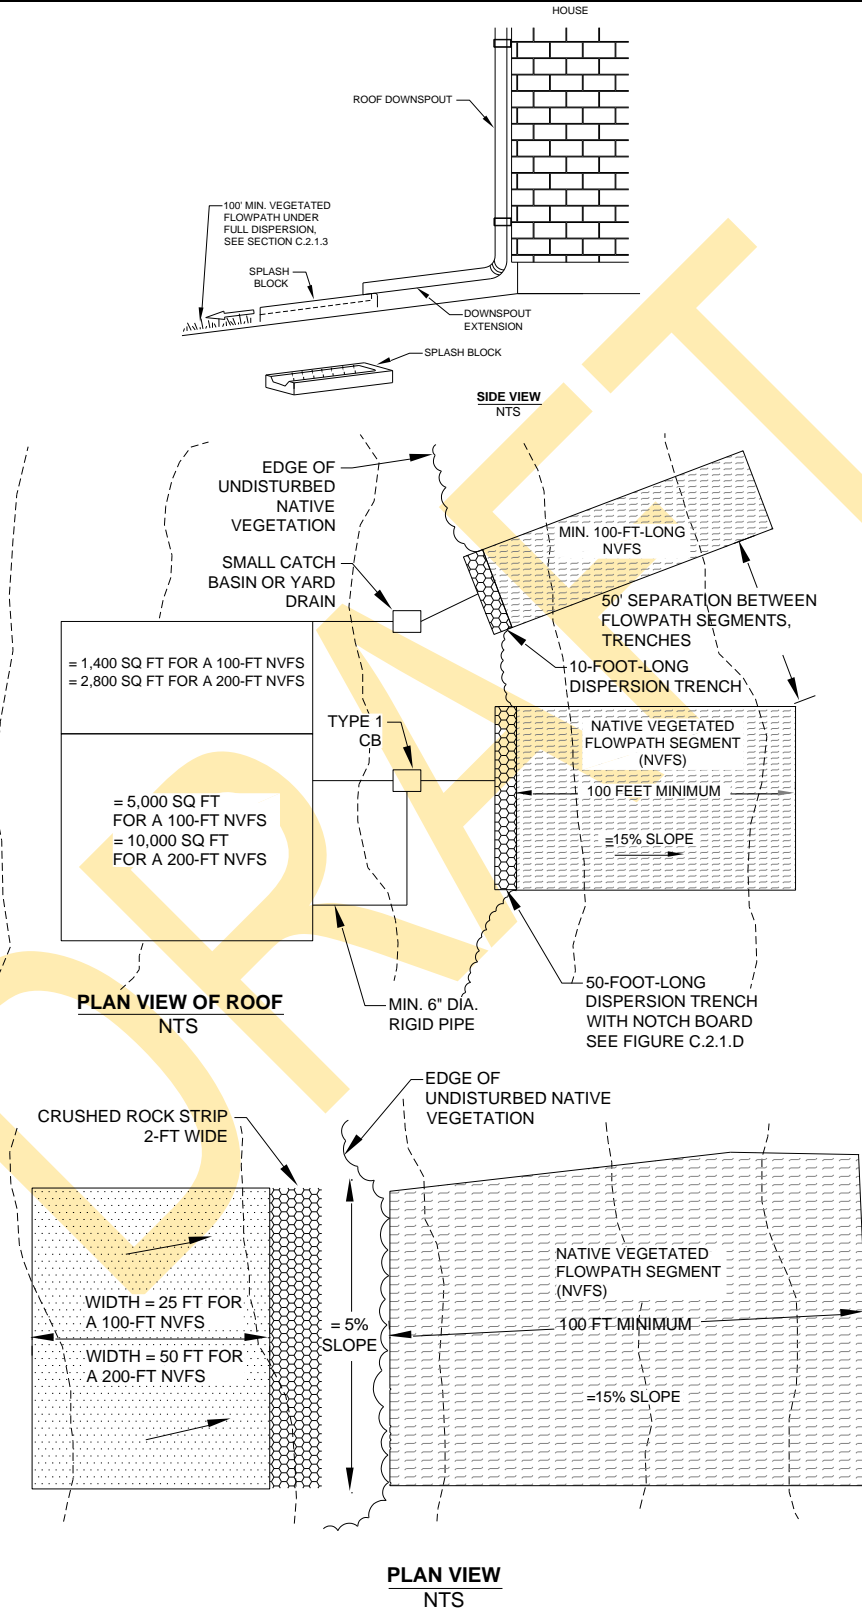 HOUSE
ROOF DOWNSPOUT
100' MIN. VEGETATED
FLOWPATH UNDER
FULL DISPERSION,
SEE SECTION C.2.1.3
SPLASH
BLOCK
DOWNSPOUT
EXTENSION
SPLASH BLOCK
SIDE VIEW
NTS
EDGE OF
UNDISTURBED
NATIVE
VEGETATION
MIN. 100-FT-LONG
NVFS
SMALL CATCH
BASIN OR YARD
DRAIN
50' SEPARATION BETWEEN
FLOWPATH SEGMENTS,
TRENCHES
= 1,400 SQ FT FOR A 100-FT NVFS
= 2,800 SQ FT FOR A 200-FT NVFS
10-FOOT-LONG
DISPERSION TRENCH
TYPE 1
CB
NATIVE VEGETATED
FLOWPATH SEGMENT
(NVFS)
100 FEET MINIMUM
= 5,000 SQ FT
FOR A 100-FT NVFS
= 10,000 SQ FT
FOR A 200-FT NVFS
=15% SLOPE
PLAN VIEW OF ROOF
NTS
MIN. 6" DIA.
RIGID PIPE
50-FOOT-LONG
DISPERSION TRENCH
WITH NOTCH BOARD
SEE FIGURE C.2.1.D
EDGE OF
UNDISTURBED NATIVE
VEGETATION
CRUSHED ROCK STRIP
2-FT WIDE
NATIVE VEGETATED
FLOWPATH SEGMENT
(NVFS)
WIDTH = 25 FT FOR
A 100-FT NVFS
= 5%
SLOPE
100 FT MINIMUM
WIDTH = 50 FT FOR
A 200-FT NVFS
=15% SLOPE
PLAN VIEW
NTS
DRAFT